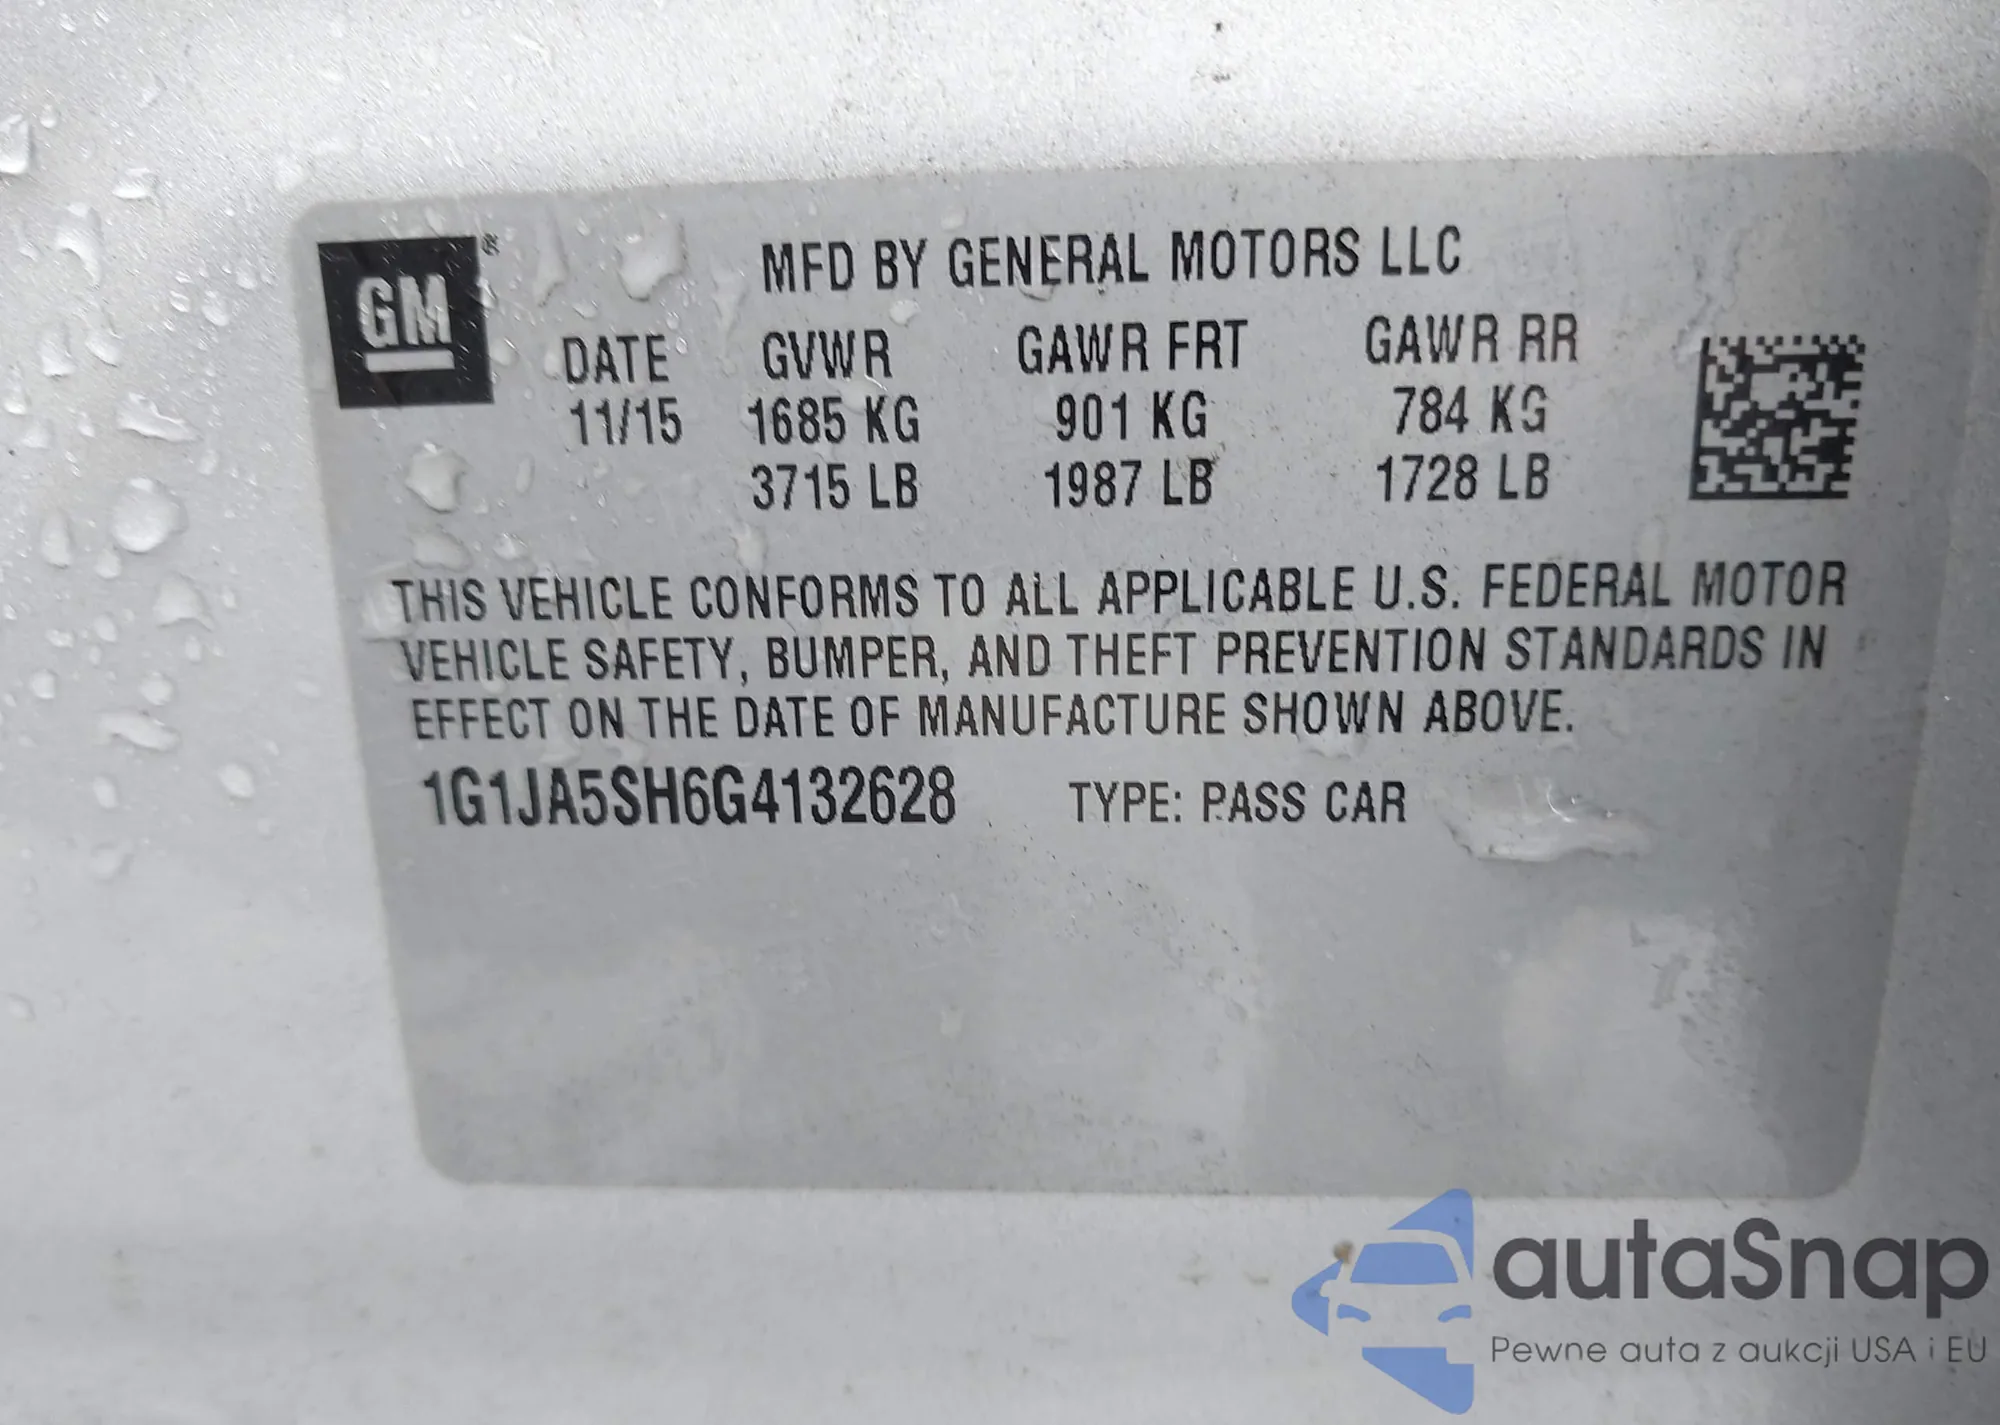 GM ®
MFD BY GENERAL MOTORS LLC
DATE GVWR GAWR FRT GAWR RR
11/15 1685 KG 901 KG 784 KG
3715 LB 1987 LB 1728 LB
THIS VEHICLE CONFORMS TO ALL APPLICABLE U.S. FEDERAL MOTOR
VEHICLE SAFETY, BUMPER, AND THEFT PREVENTION STANDARDS IN
EFFECT ON THE DATE OF MANUFACTURE SHOWN ABOVE.
1G1JA5SH6G4132628 TYPE: PASS CAR
autaSnap
Pewne auta z aukcji USA i EU